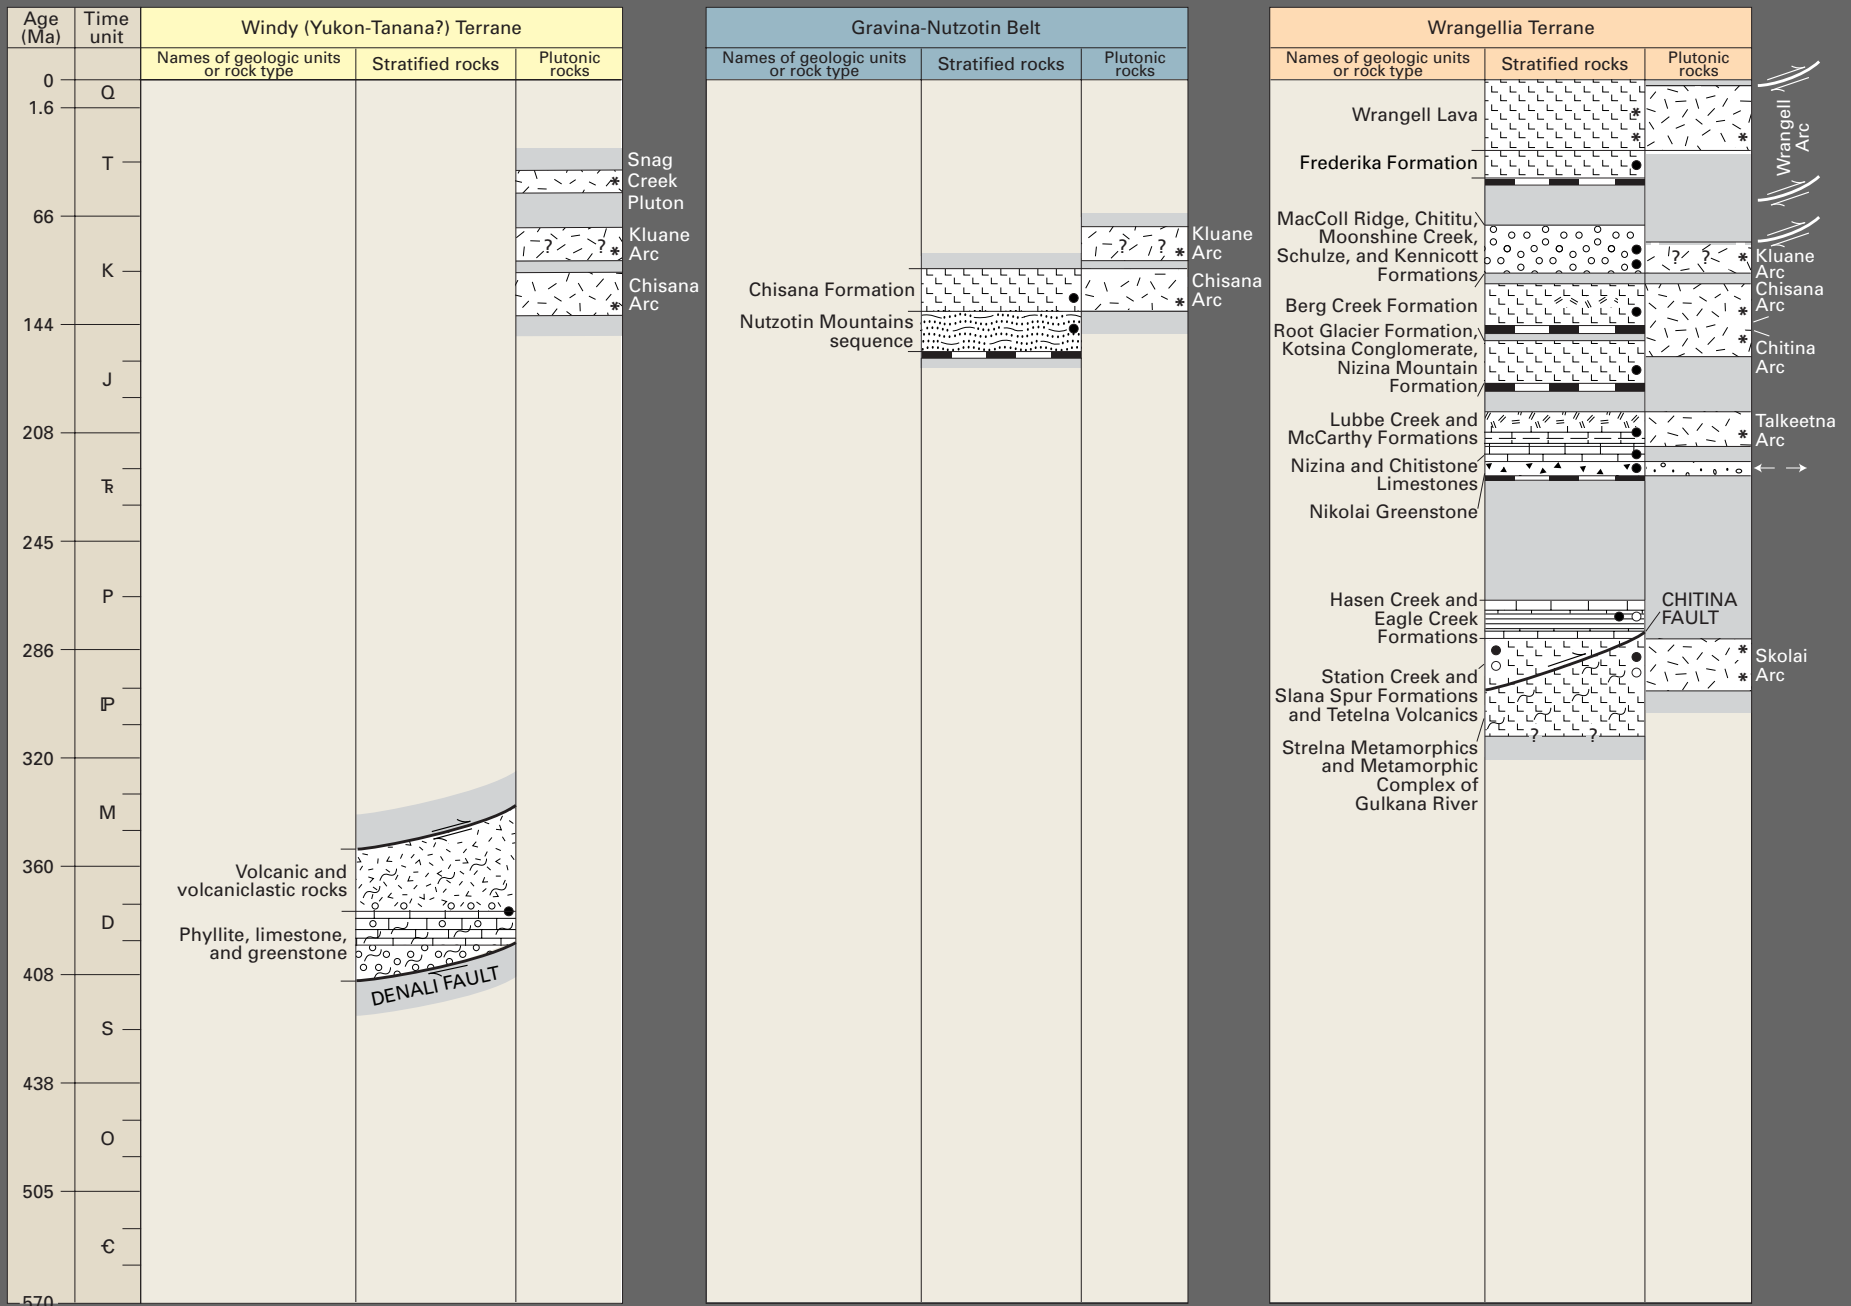 Age
(Ma)
Time
unit
Windy (Yukon-Tanana?) Terrane
Names of geologic units
or rock type
Stratified rocks
Plutonic
rocks
Gravina-Nutzotin Belt
Names of geologic units
or rock type
Stratified rocks
Plutonic
rocks
Wrangellia Terrane
Names of geologic units
or rock type
Stratified rocks
Plutonic
rocks
0
1.6
66
144
208
245
286
320
360
408
438
505
570
Q
T
K
J
TR
P
IP
M
D
S
O
Є
Snag
Creek
Pluton
Kluane
Arc
Chisana
Arc
? ?
Volcanic and
volcaniclastic rocks
Phyllite, limestone,
and greenstone
DENALI FAULT
Chisana Formation
Nutzotin Mountains
sequence
? ?
Kluane
Arc
Chisana
Arc
Wrangell Lava
Frederika Formation
MacColl Ridge, Chititu,
Moonshine Creek,
Schulze, and Kennicott
Formations
Berg Creek Formation
Root Glacier Formation,
Kotsina Conglomerate,
Nizina Mountain
Formation
Lubbe Creek and
McCarthy Formations
Nizina and Chitistone
Limestones
Nikolai Greenstone
Hasen Creek and
Eagle Creek
Formations
Station Creek and
Slana Spur Formations
and Tetelna Volcanics
Strelna Metamorphics
and Metamorphic
Complex of
Gulkana River
? ?
? ?
Wrangell
Arc
Kluane
Arc
Chisana
Arc
Chitina
Arc
Talkeetna
Arc
CHITINA
FAULT
Skolai
Arc